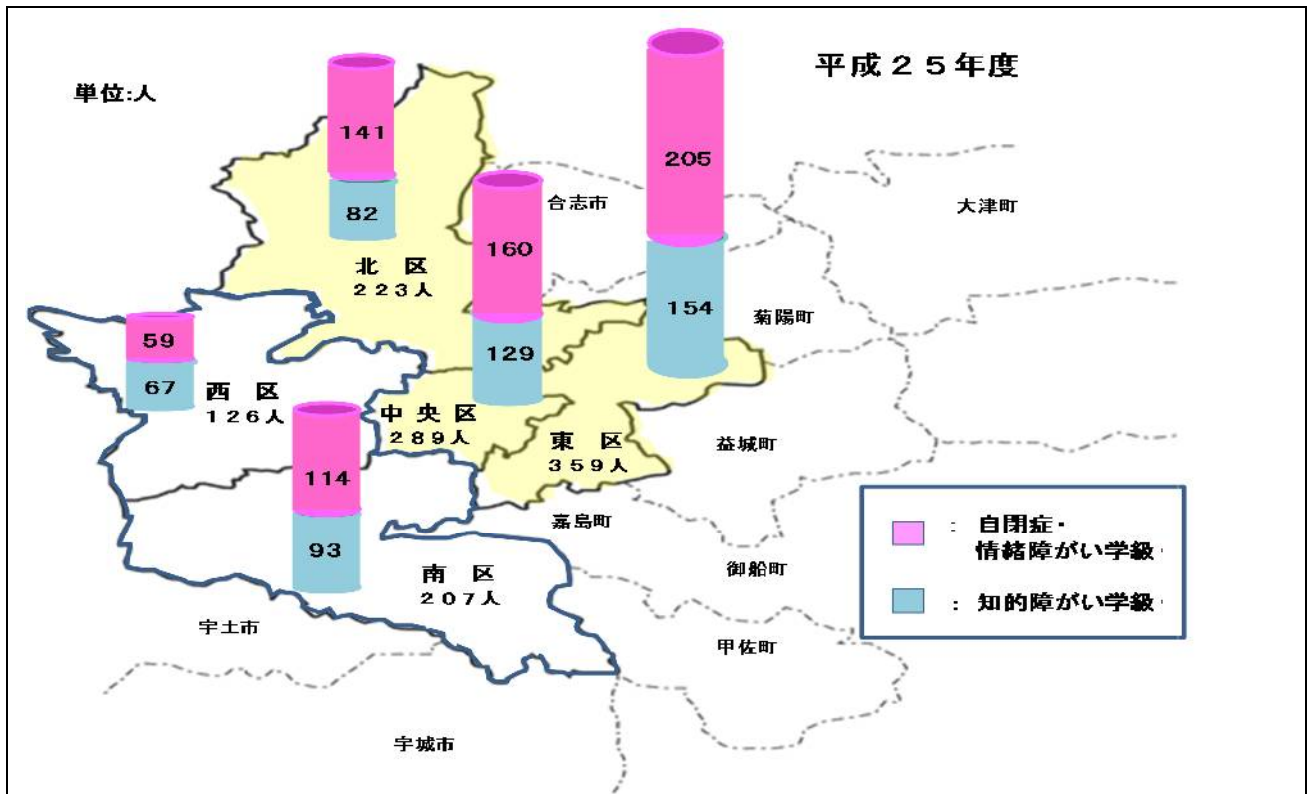 平成２５年度
単位:人
141
82
北 区
２２３人
205
154
160
129
合志市
大津町
菊陽町
59
67
西 区
１２６人
中 央 区
２８９人
東 区
３５９人
益城町
114
93
嘉島町
南 区
２０７人
御船町
宇土市
甲佐町
宇城市
： 自閉症・
情緒障がい学級・
： 知的障がい学級・